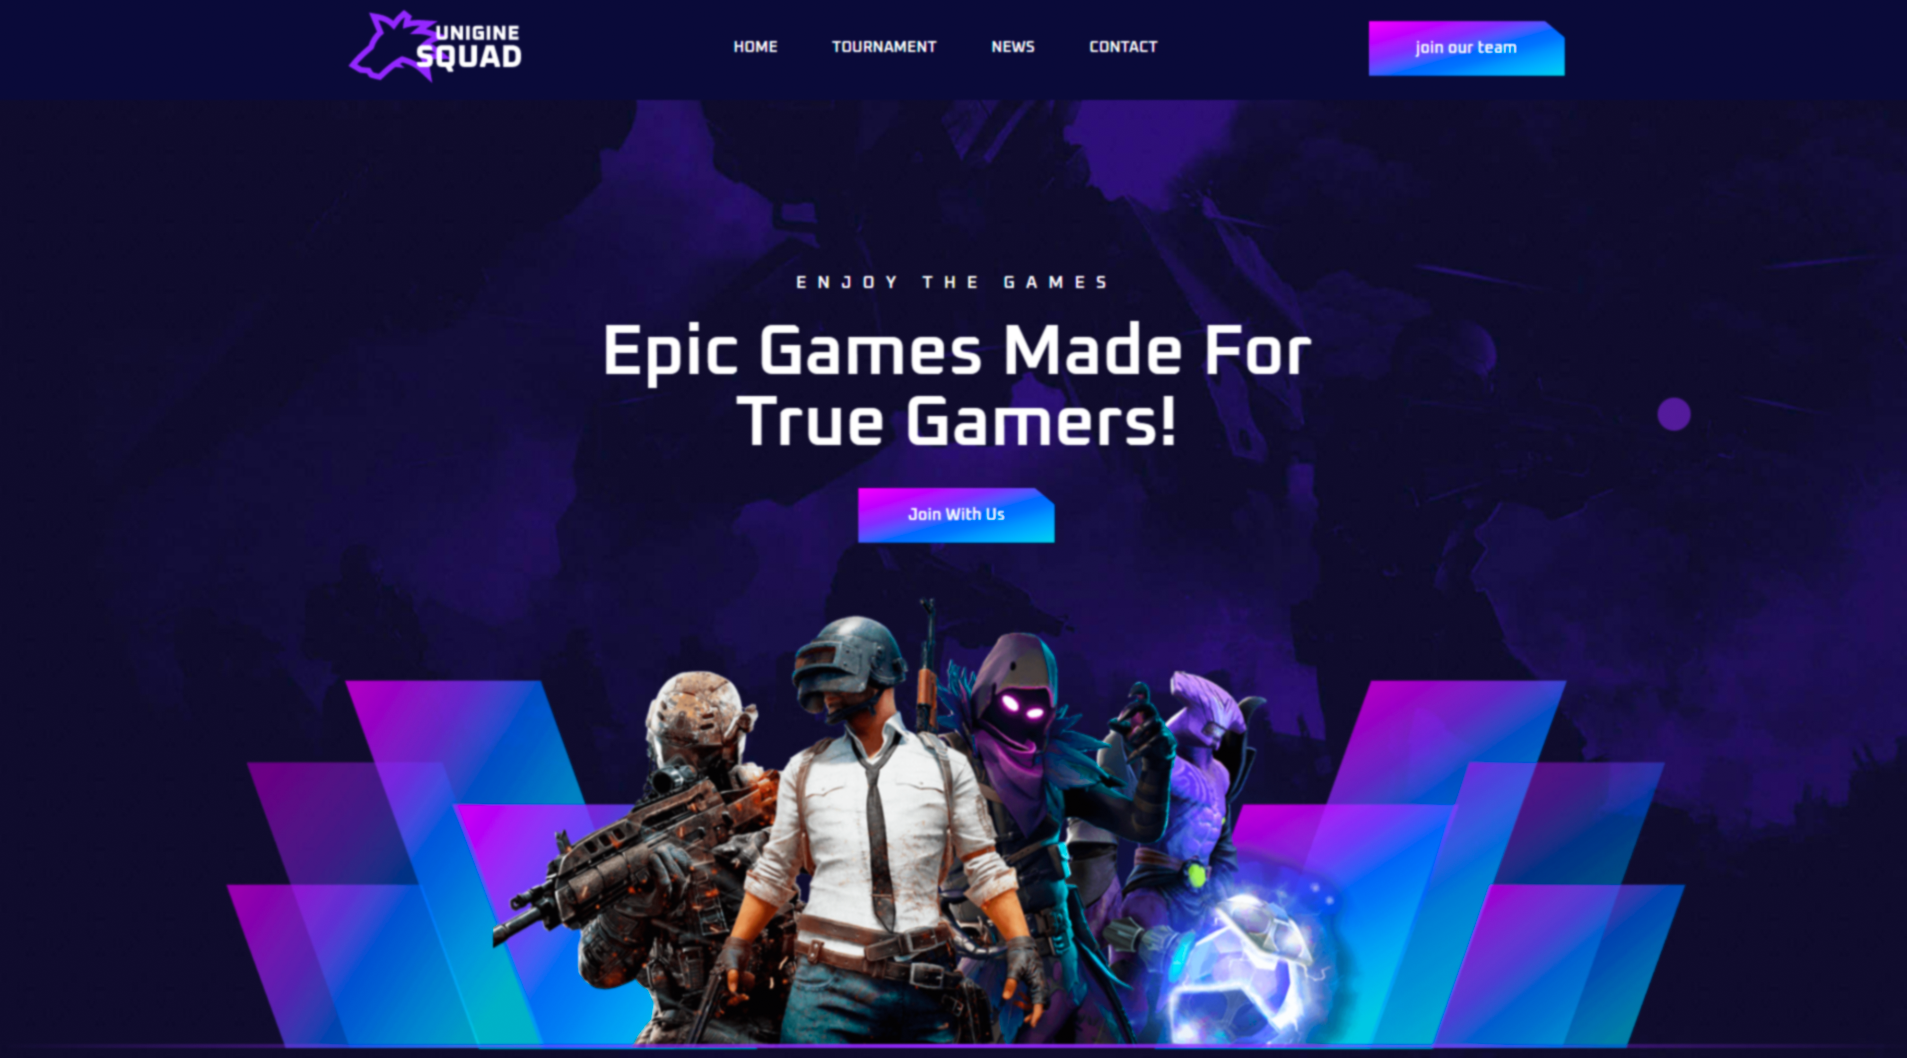 UNIGINE
SQUAD
HOME
TOURNAMENT
NEWS
CONTACT
join our team
ENJOY THE GAMES
Epic Games Made For
True Gamers!
Join With Us